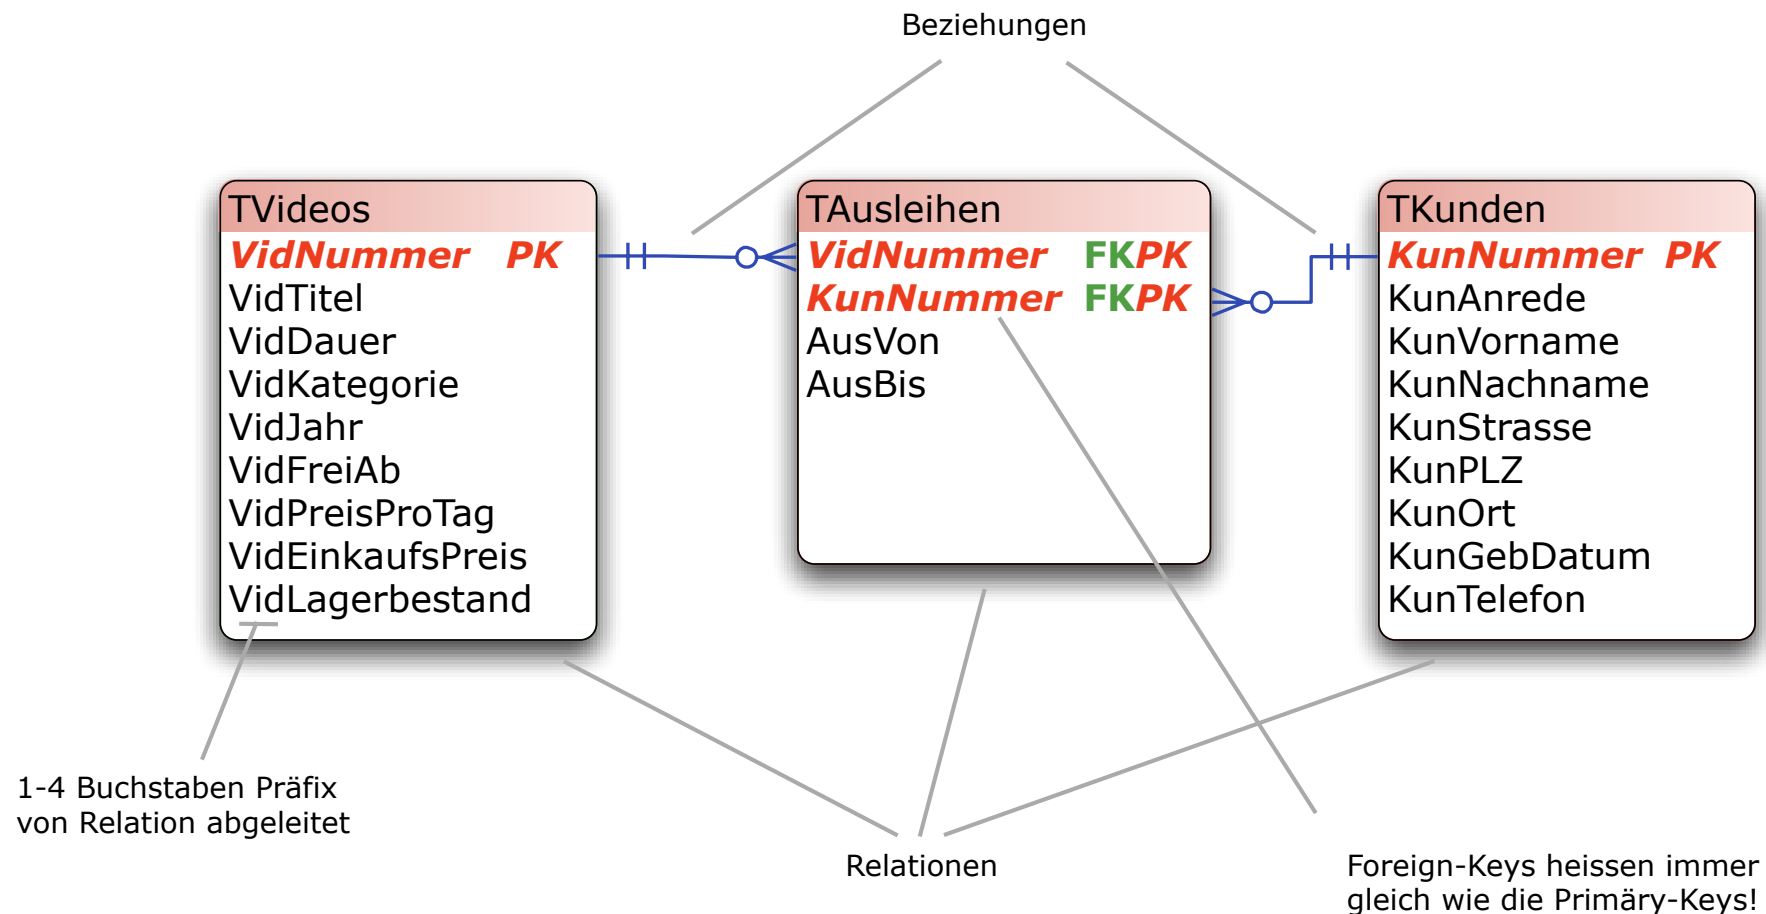 Beziehungen
TVideos
VidNummer PK
VidTitel
VidDauer
VidKategorie
VidJahr
VidFreiAb
VidPreisProTag
VidEinkaufsPreis
VidLagerbestand
TAusleihen
VidNummer FKPK
KunNummer FKPK
AusVon
AusBis
TKunden
KunNummer PK
KunAnrede
KunVorname
KunNachname
KunStrasse
KunPLZ
KunOrt
KunGebDatum
KunTelefon
1-4 Buchstaben Präfix
von Relation abgeleitet
Relationen
Foreign-Keys heissen immer
gleich wie die Primäry-Keys!